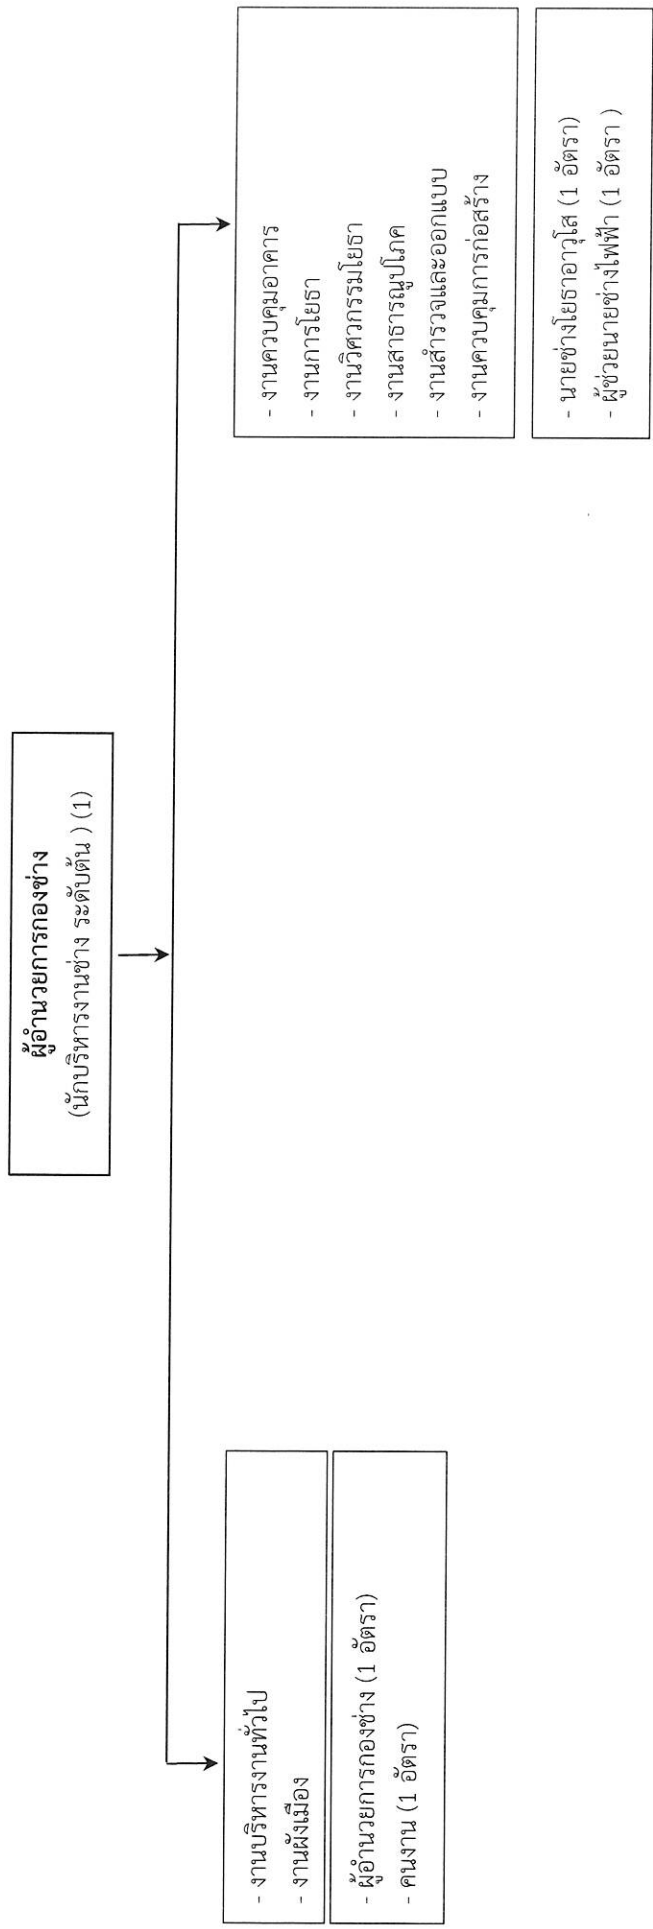 ผู้อำนวยการกองช่าง
(นักบริหารงานช่าง ระดับต้น ) (1)
- งานบริหารงานทั่วไป
- งานผังเมือง
- ผู้อำนวยการกองช่าง (1 อัตรา)
- คนงาน (1 อัตรา)
- งานควบคุมอาคาร
- งานการโยธา
- งานวิศวกรรมโยธา
- งานสาธารณูปโภค
- งานสำรวจและออกแบบ
- งานควบคุมการก่อสร้าง
- นายช่างโยธาอาวุโส (1 อัตรา)
- ผู้ช่วยนายช่างไฟฟ้า (1 อัตรา )